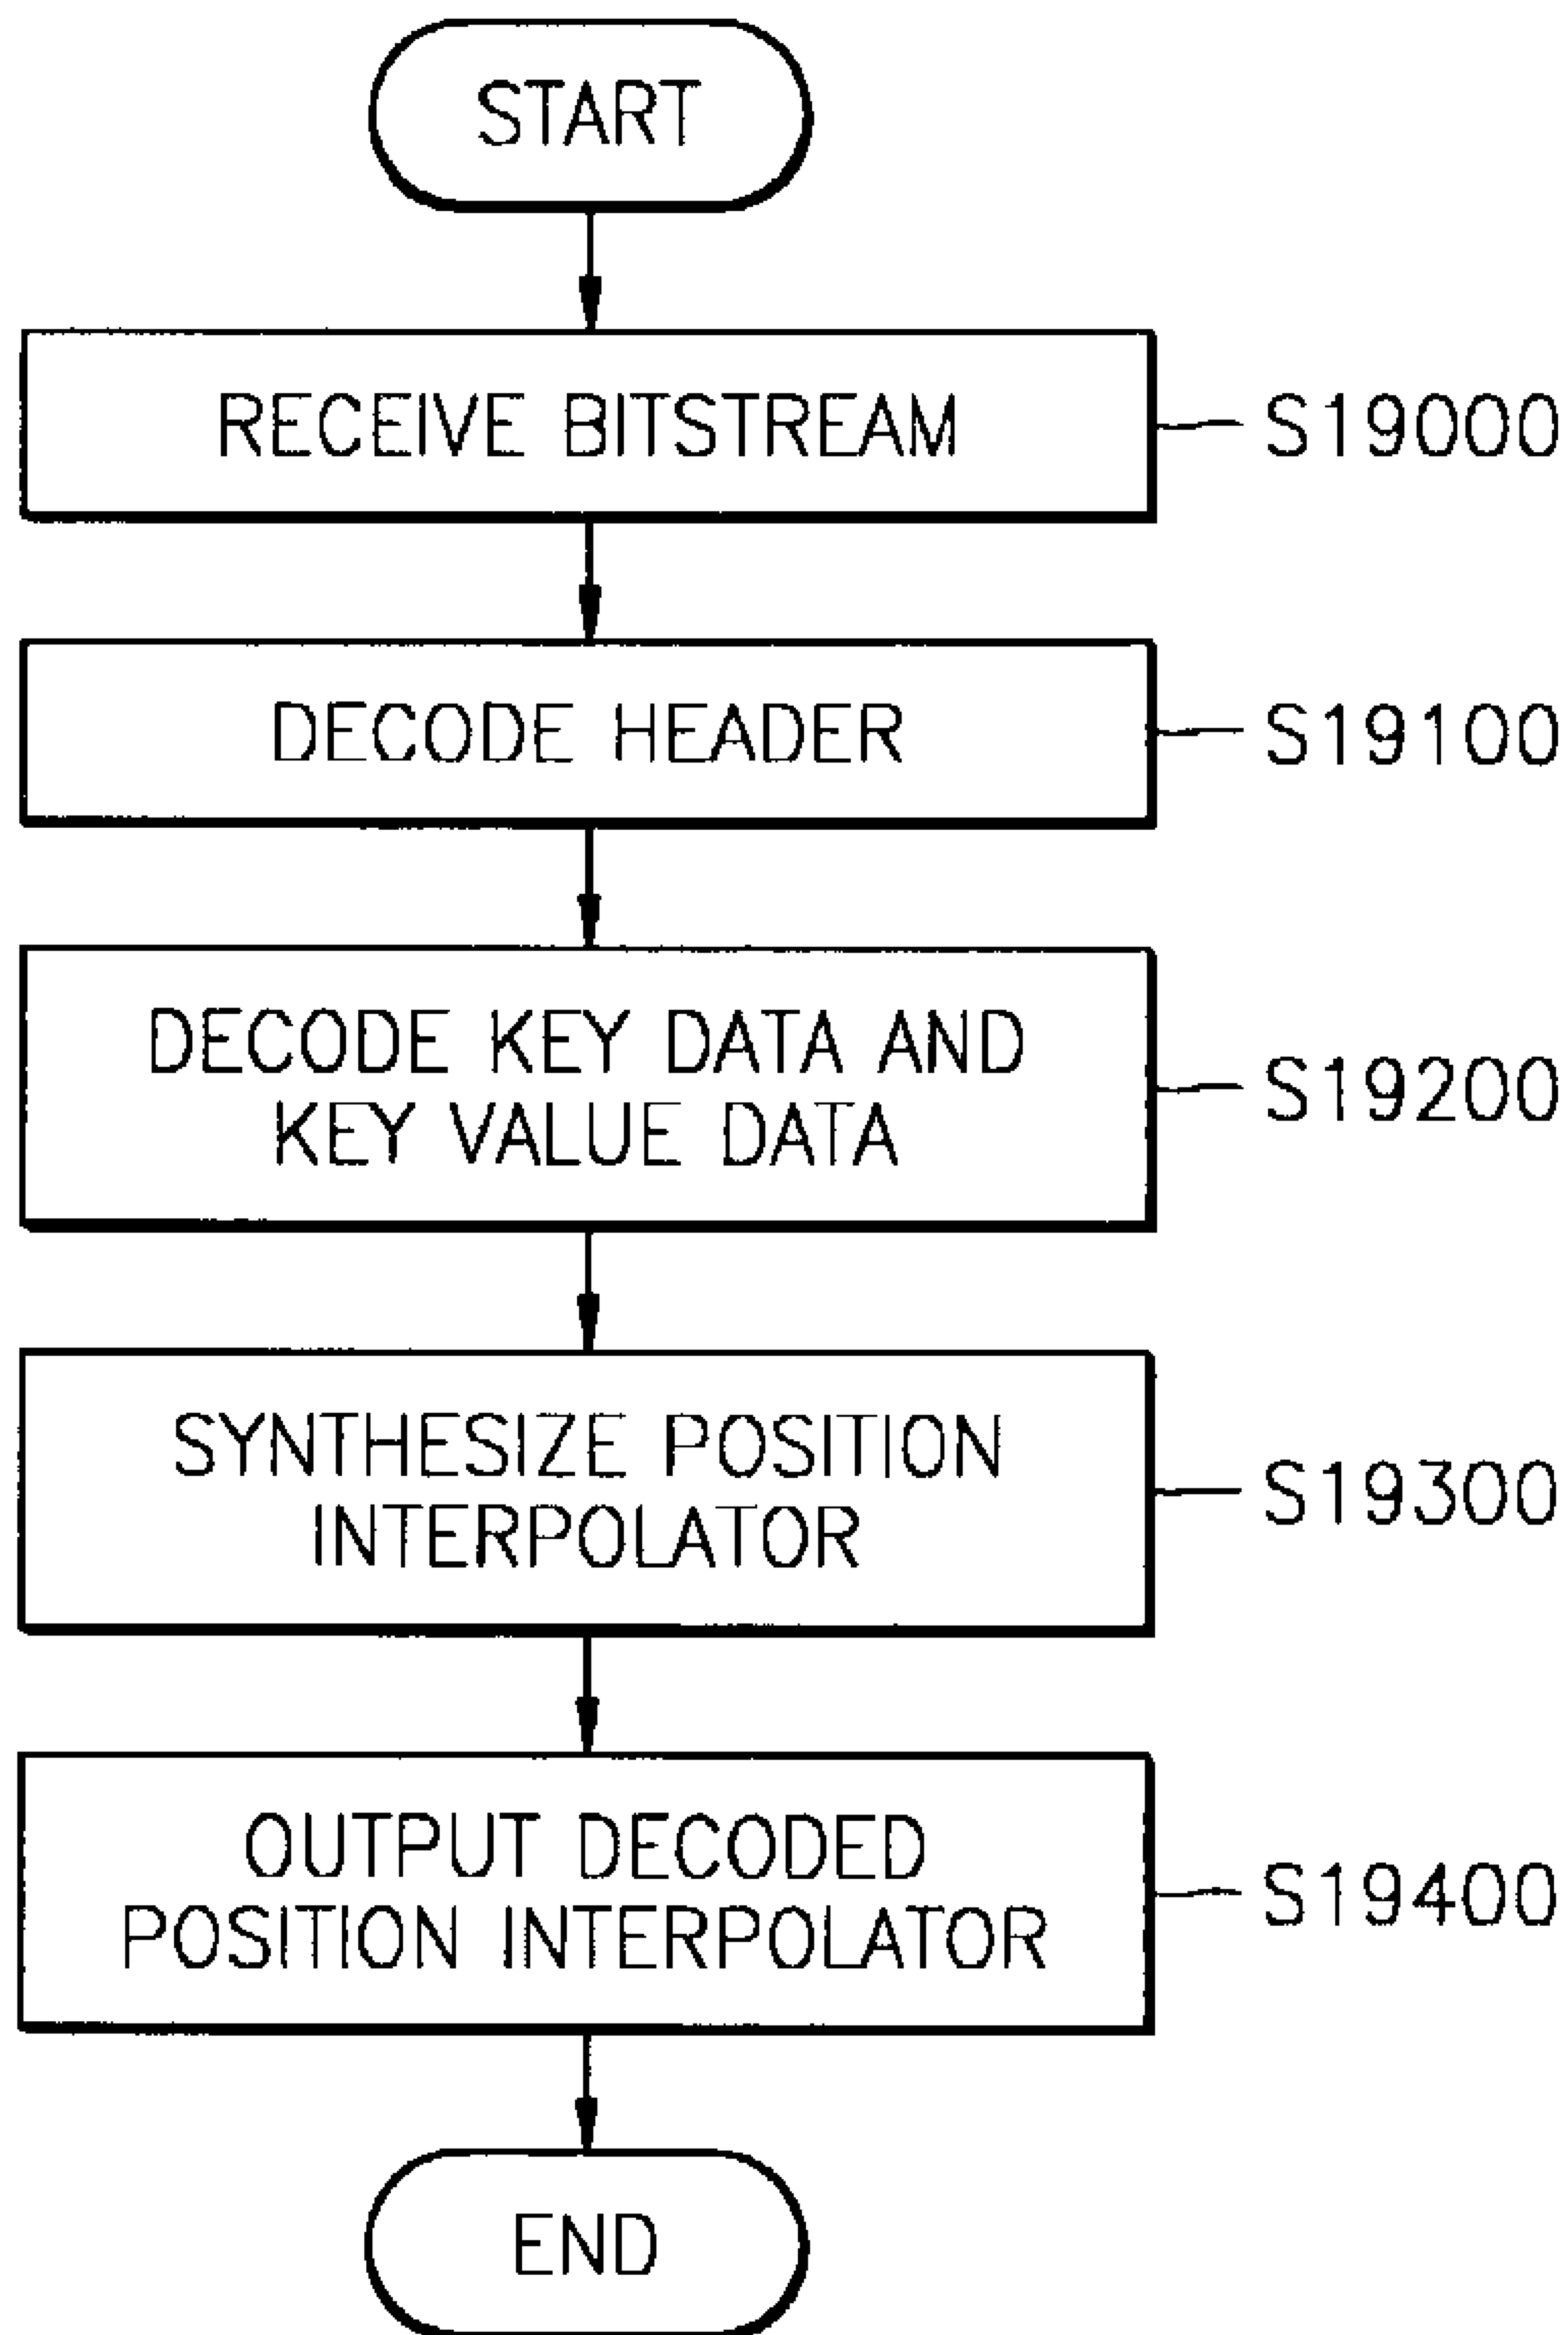 START
RECEIVE BITSTREAM
S19000
DECODE HEADER
S19100
DECODE KEY DATA AND
KEY VALUE DATA
S19200
SYNTHESIZE POSITION
INTERPOLATOR
S19300
OUTPUT DECODED
POSITION INTERPOLATOR
S19400
END